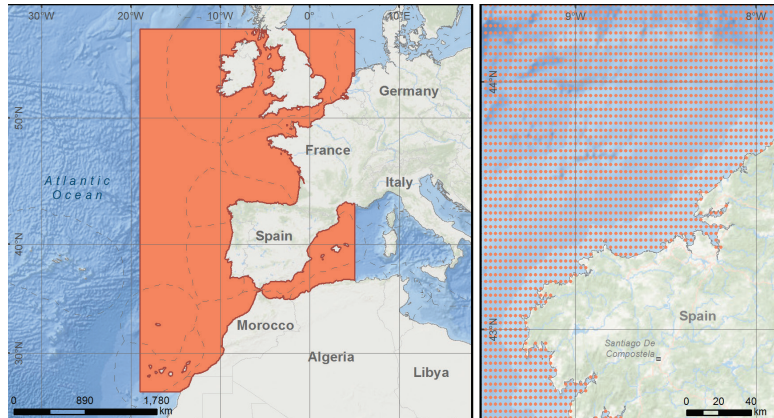 30°W
20°W
10°W
0°
10°E
50°N
40°N
30°N
Germany
France
Italy
Atlantic
Ocean
Spain
Morocco
Algeria
Libya
0
890
1,780
km
9°W
8°W
44°N
43°N
Spain
Santiago De
Compostela
0
20
40
km